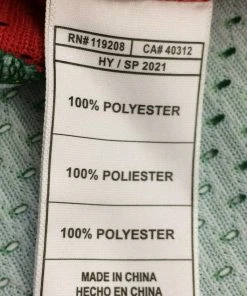 RN# 119208 CA# 40312
HY / SP 2021
100% POLYESTER
100% POLIESTER
100% POLYESTER
MADE IN CHINA
HECHO EN CHINA